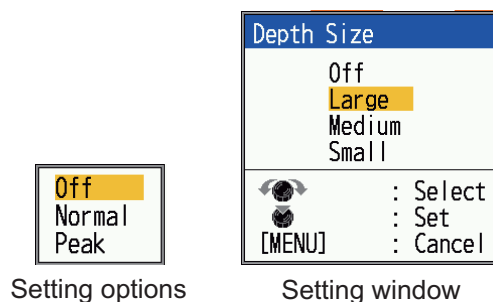 Off
Normal
Peak
Setting options
Depth Size
Off
Large
Medium
Small
: Select
: Set
[MENU] : Cancel
Setting window